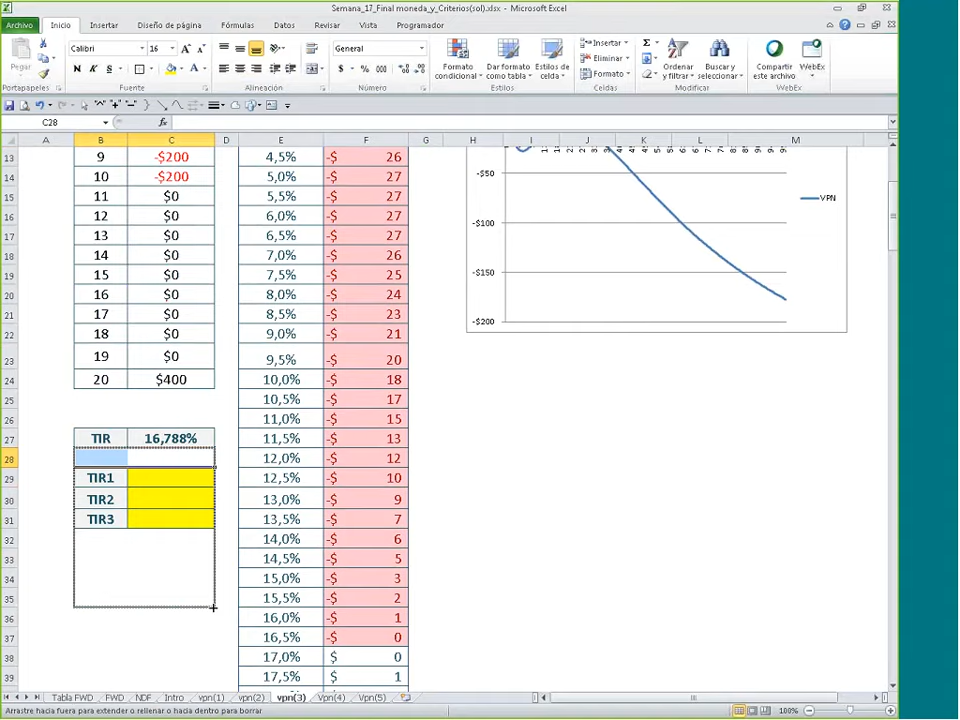 Semana_17_Final moneda_y_Criterios(sol).xlsx - Microsoft Excel
Archivo Inicio Insertar Diseño de página Fórmulas Datos Revisar Vista Programador
Pegar
Portapapeles
Calibri 16
N K S
Fuente
Alineación
General
$ % 000
Número
Formato condicional
Dar formato como tabla
Estilos de celda
Estilos
Insertar
Eliminar
Formato
Celdas
Ordenar y filtrar
Buscar y seleccionar
Modificar
Compartir este archivo
WebEx
WebEx
C28 fx
A B C D E F G H I J K L M
13 9 -$200 4,5% -$ 26
14 10 -$200 5,0% -$ 27
15 11 $0 5,5% -$ 27
16 12 $0 6,0% -$ 27
17 13 $0 6,5% -$ 27
18 14 $0 7,0% -$ 26
19 15 $0 7,5% -$ 25
20 16 $0 8,0% -$ 24
21 17 $0 8,5% -$ 23
22 18 $0 9,0% -$ 21
23 19 $0 9,5% -$ 20
24 20 $400 10,0% -$ 18
25 10,5% -$ 17
26 11,0% -$ 15
27 TIR 16,788% 11,5% -$ 13
28 12,0% -$ 12
29 TIR1 12,5% -$ 10
30 TIR2 13,0% -$ 9
31 TIR3 13,5% -$ 7
32 14,0% -$ 6
33 14,5% -$ 5
34 15,0% -$ 3
35 15,5% -$ 2
36 16,0% -$ 1
37 16,5% -$ 0
38 17,0% $ 0
39 17,5% $ 1
-$50
-$100
-$150
-$200
VPN
Tabla FWD FWD NDF Intro vpn(1) vpn(2) vpn(3) Vpn(4) Vpn(5)
Arrastre hacia fuera para extender o rellenar o hacia dentro para borrar
100%